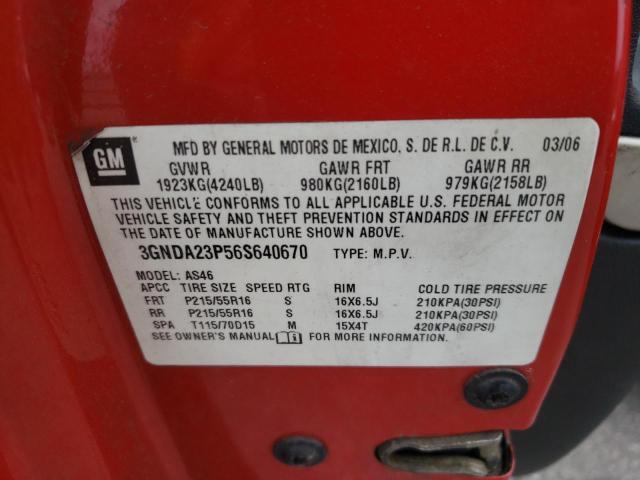 GM
MFD BY GENERAL MOTORS DE MEXICO, S. DE R.L. DE C.V. 03/06
GVWR GAWR FRT GAWR RR
1923KG(4240LB) 980KG(2160LB) 979KG(2158LB)
THIS VEHICLE CONFORMS TO ALL APPLICABLE U.S. FEDERAL MOTOR
VEHICLE SAFETY AND THEFT PREVENTION STANDARDS IN EFFECT ON
THE DATE OF MANUFACTURE SHOWN ABOVE.
3GNDA23P56S640670 TYPE: M.P.V.
MODEL: AS46
APCC TIRE SIZE SPEED RTG RIM COLD TIRE PRESSURE
FRT P215/55R16 S 16X6.5J 210KPA(30PSI)
RR P215/55R16 S 16X6.5J 210KPA(30PSI)
SPA T115/70D15 M 15X4T 420KPA(60PSI)
SEE OWNER'S MANUAL FOR MORE INFORMATION